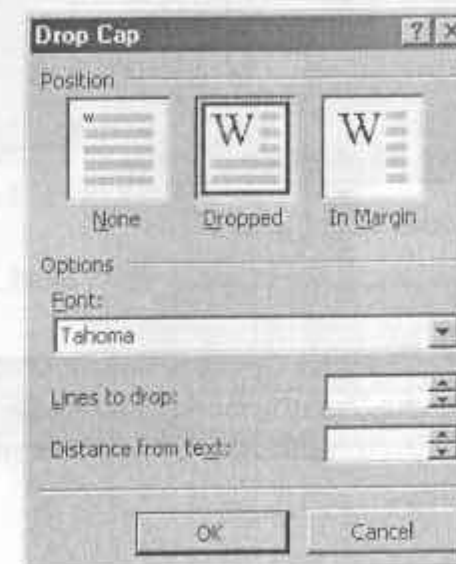 Drop Cap
Position
W W W
None Dropped In Margin
Options
Font:
Tahoma
Lines to drop:
Distance from text:
OK Cancel